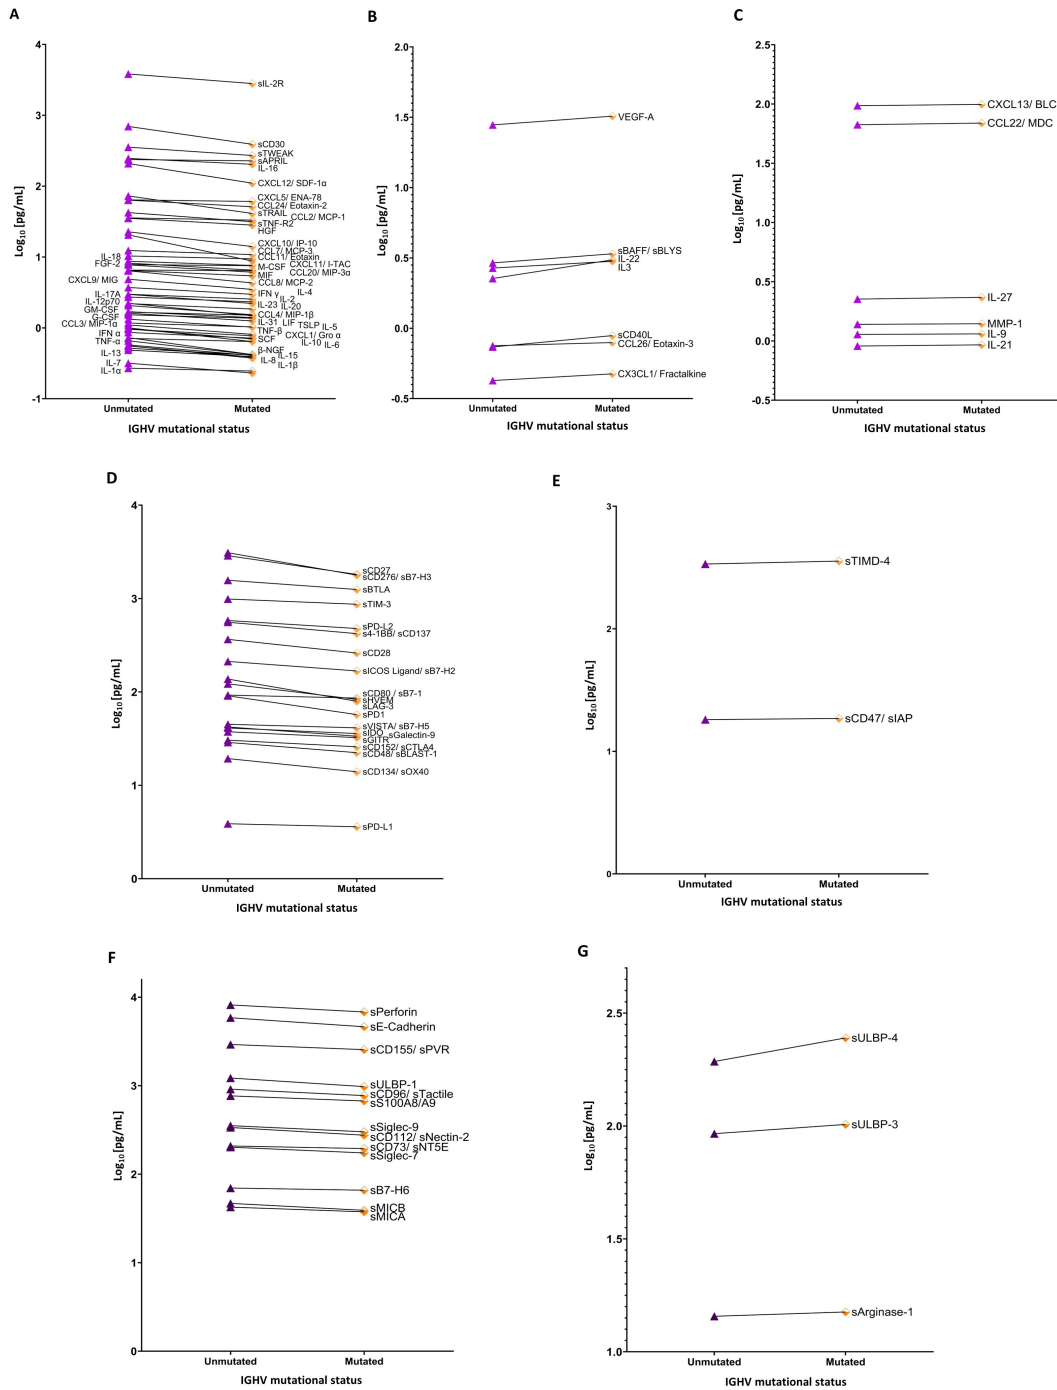 A
Log10 [pg/mL]
4
3
2
1
0
-1
sIL-2R
sCD30
sTWEAK
sAPRIL
IL-16
CXCL12/ SDF-1α
CXCL5/ ENA-78
CCL24/ Eotaxin-2
sTRAIL
CCL2/ MCP-1
sTNF-R2
HGF
CXCL10/ IP-10
CCL7/ MCP-3
CCL11/ Eotaxin
M-CSF
CXCL11/ I-TAC
CCL20/ MIP-3α
MIF
CCL8/ MCP-2
IFN γ
IL-4
IL-2
IL-23
IL-20
CCL4/ MIP-1β
IL-31
LIF
TSLP
IL-5
TNF-β
CXCL1/ Gro α
SCF
IL-10
IL-6
β-NGF
IL-15
IL-8
IL-1β
IL-18
FGF-2
CXCL9/ MIG
IL-17A
IL-12p70
GM-CSF
G-CSF
CCL3/ MIP-1α
IFN α
TNF-α
IL-13
IL-7
IL-1α
Unmutated
Mutated
IGHV mutational status
B
Log10 [pg/mL]
2.0
1.5
1.0
0.5
0.0
-0.5
VEGF-A
sBAFF/ sBLYS
IL-22
IL3
sCD40L
CCL26/ Eotaxin-3
CX3CL1/ Fractalkine
Unmutated
Mutated
IGHV mutational status
C
Log10 [pg/mL]
2.5
2.0
1.5
1.0
0.5
0.0
-0.5
CXCL13/ BLC
CCL22/ MDC
IL-27
MMP-1
IL-9
IL-21
Unmutated
Mutated
IGHV mutational status
D
Log10 [pg/mL]
4
3
2
1
0
sCD27
sCD276/ sB7-H3
sBTLA
sTIM-3
sPD-L2
s4-1BB/ sCD137
sCD28
sICOS Ligand/ sB7-H2
sCD80 / sB7-1
sHVEM
sLAG-3
sPD1
sVISTA/ sB7-H5
sIDO
sGalectin-9
sGITR
sCD152/ sCTLA4
sCD48/ sBLAST-1
sCD134/ sOX40
sPD-L1
Unmutated
Mutated
IGHV mutational status
E
Log10 [pg/mL]
3
2
1
0
sTIMD-4
sCD47/ sIAP
Unmutated
Mutated
IGHV mutational status
F
Log10 [pg/mL]
4
3
2
1
0
sPerforin
sE-Cadherin
sCD155/ sPVR
sULBP-1
sCD96/ sTactile
sS100A8/A9
sSiglec-9
sCD112/ sNectin-2
sCD73/ sNT5E
sSiglec-7
sB7-H6
sMICB
sMICA
Unmutated
Mutated
IGHV mutational status
G
Log10 [pg/mL]
2.5
2.0
1.5
1.0
sULBP-4
sULBP-3
sArginase-1
Unmutated
Mutated
IGHV mutational status